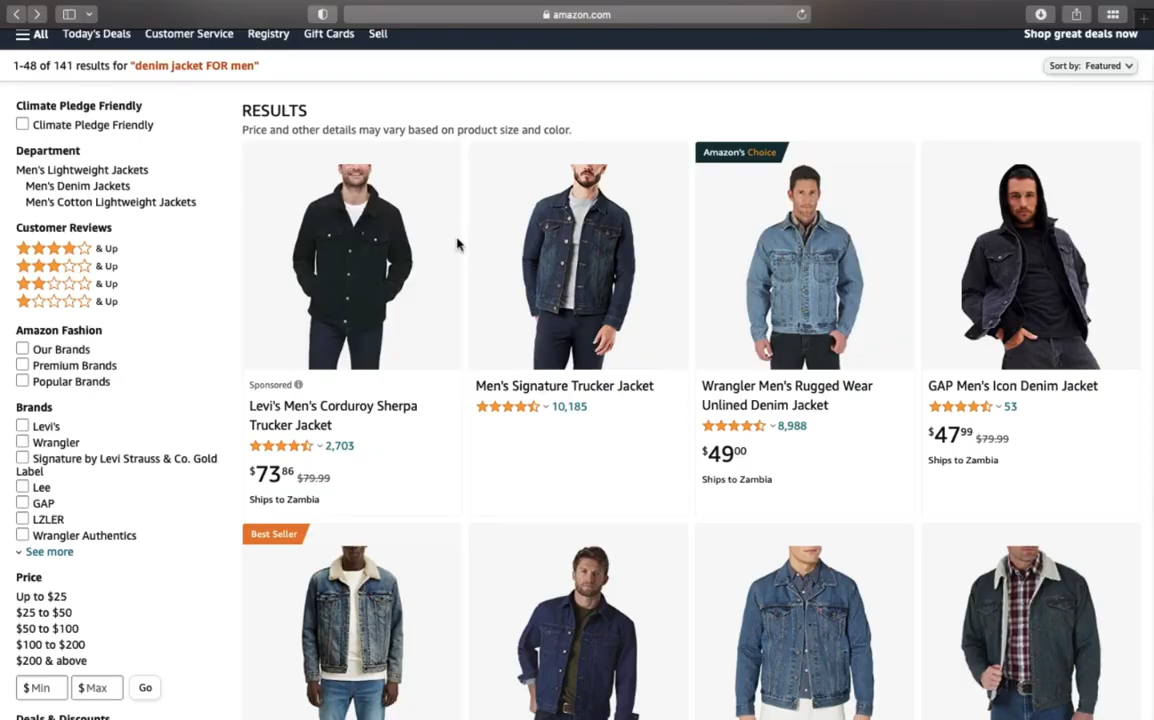 amazon.com
All Today's Deals Customer Service Registry Gift Cards Sell Shop great deals now
1-48 of 141 results for "denim jacket FOR men" Sort by: Featured
Climate Pledge Friendly
Climate Pledge Friendly
Department
Men's Lightweight Jackets
Men's Denim Jackets
Men's Cotton Lightweight Jackets
Customer Reviews
& Up
& Up
& Up
& Up
Amazon Fashion
Our Brands
Premium Brands
Popular Brands
Brands
Levi's
Wrangler
Signature by Levi Strauss & Co. Gold
Label
Lee
GAP
LZLER
Wrangler Authentics
See more
Price
Up to $25
$25 to $50
$50 to $100
$100 to $200
$200 & above
$ Min $ Max Go
Deals & Discounts
RESULTS
Price and other details may vary based on product size and color.
Sponsored
Levi's Men's Corduroy Sherpa
Trucker Jacket
2,703
$73 86 $79.99
Ships to Zambia
Men's Signature Trucker Jacket
10,185
Amazon's Choice
Wrangler Men's Rugged Wear
Unlined Denim Jacket
8,988
$49 00
Ships to Zambia
GAP Men's Icon Denim Jacket
53
$47 99 $79.99
Ships to Zambia
Best Seller